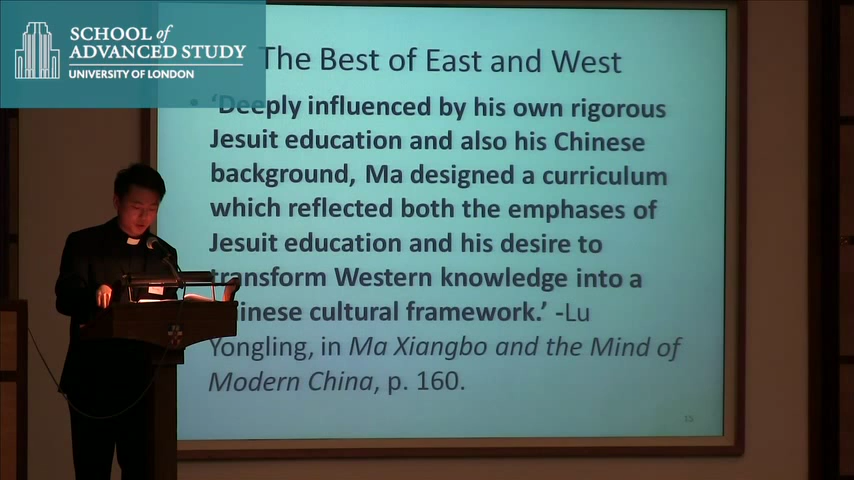 SCHOOL of
ADVANCED STUDY
UNIVERSITY OF LONDON
The Best of East and West
• ‘Deeply influenced by his own rigorous
Jesuit education and also his Chinese
background, Ma designed a curriculum
which reflected both the emphases of
Jesuit education and his desire to
transform Western knowledge into a
inese cultural framework.’ -Lu
Yongling, in Ma Xiangbo and the Mind of
Modern China, p. 160.
15